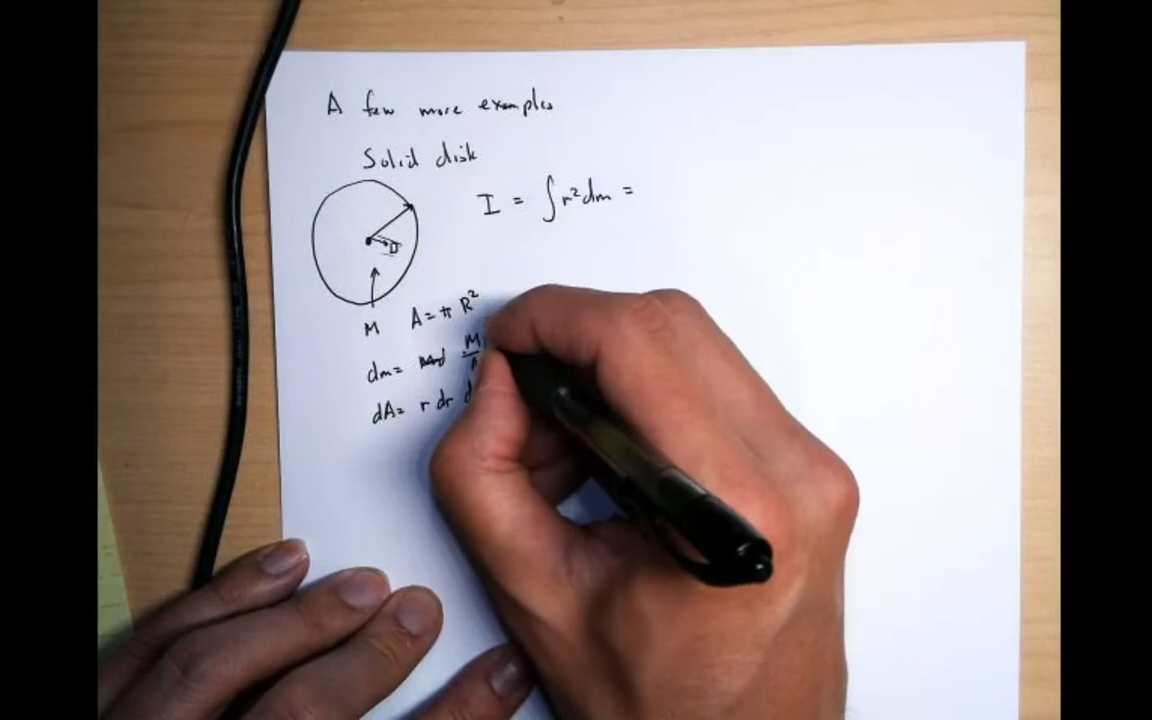 A few more examples
Solid disk
I = ∫r²dm =
M A = π R²
dm = M
dA = r dr d